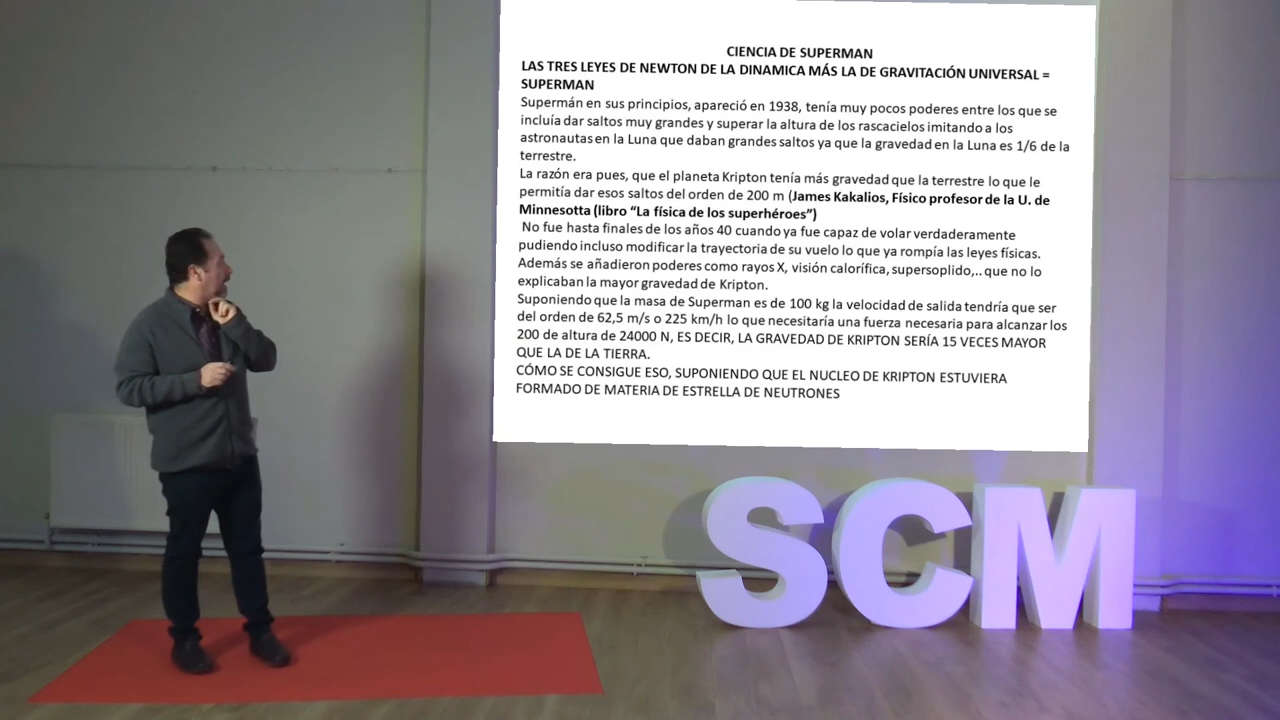 CIENCIA DE SUPERMAN
LAS TRES LEYES DE NEWTON DE LA DINAMICA MÁS LA DE GRAVITACIÓN UNIVERSAL =
SUPERMAN
Supermán en sus principios, apareció en 1938, tenía muy pocos poderes entre los que se
incluía dar saltos muy grandes y superar la altura de los rascacielos imitando a los
astronautas en la Luna que daban grandes saltos ya que la gravedad en la Luna es 1/6 de la
terrestre.
La razón era pues, que el planeta Kripton tenía más gravedad que la terrestre lo que le
permitía dar esos saltos del orden de 200 m (James Kakalios, Físico profesor de la U. de
Minnesotta (libro “La física de los superhéroes”)
No fue hasta finales de los años 40 cuando ya fue capaz de volar verdaderamente
pudiendo incluso modificar la trayectoria de su vuelo lo que ya rompía las leyes físicas.
Además se añadieron poderes como rayos X, visión calorífica, supersoplido,.. que no lo
explicaban la mayor gravedad de Kripton.
Suponiendo que la masa de Superman es de 100 kg la velocidad de salida tendría que ser
del orden de 62,5 m/s o 225 km/h lo que necesitaría una fuerza necesaria para alcanzar los
200 de altura de 24000 N, ES DECIR, LA GRAVEDAD DE KRIPTON SERÍA 15 VECES MAYOR
QUE LA DE LA TIERRA.
CÓMO SE CONSIGUE ESO, SUPONIENDO QUE EL NUCLEO DE KRIPTON ESTUVIERA
FORMADO DE MATERIA DE ESTRELLA DE NEUTRONES
SCM